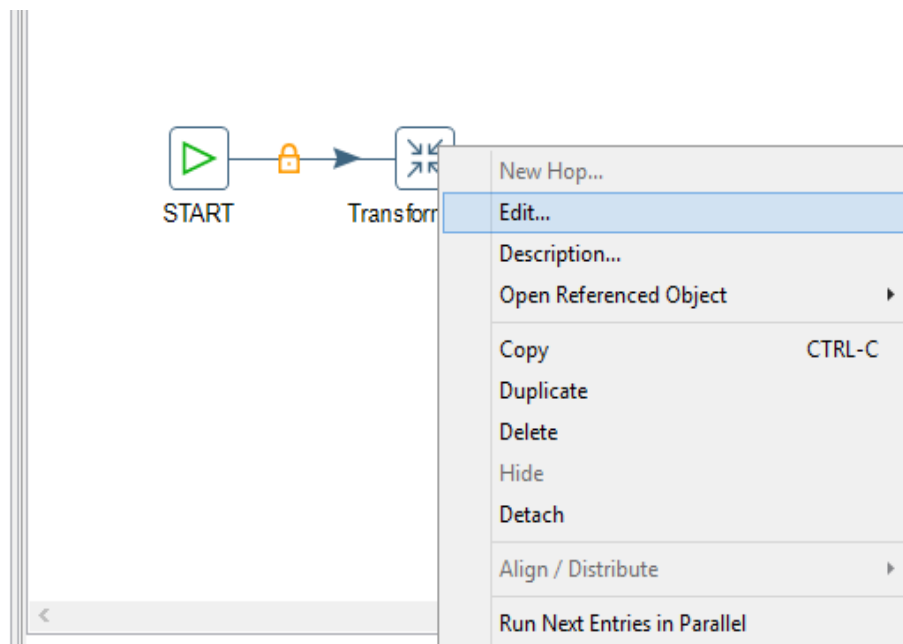 START
Transfor
New Hop...
Edit...
Description...
Open Referenced Object
Copy CTRL-C
Duplicate
Delete
Hide
Detach
Align / Distribute
Run Next Entries in Parallel